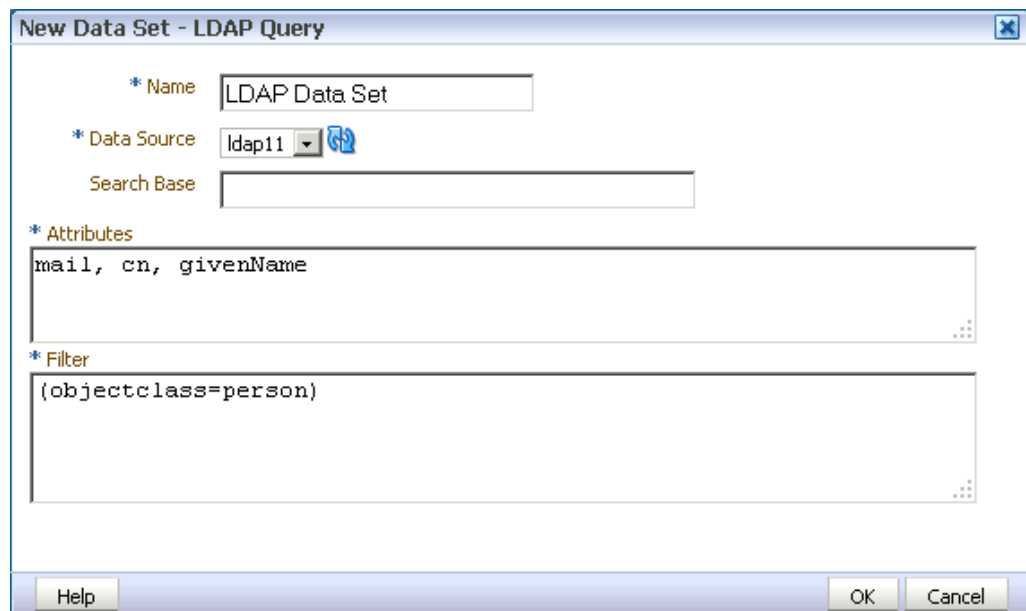 New Data Set - LDAP Query
* Name LDAP Data Set
* Data Source ldap11
Search Base
* Attributes
mail, cn, givenName
* Filter
(objectclass=person)
Help OK Cancel